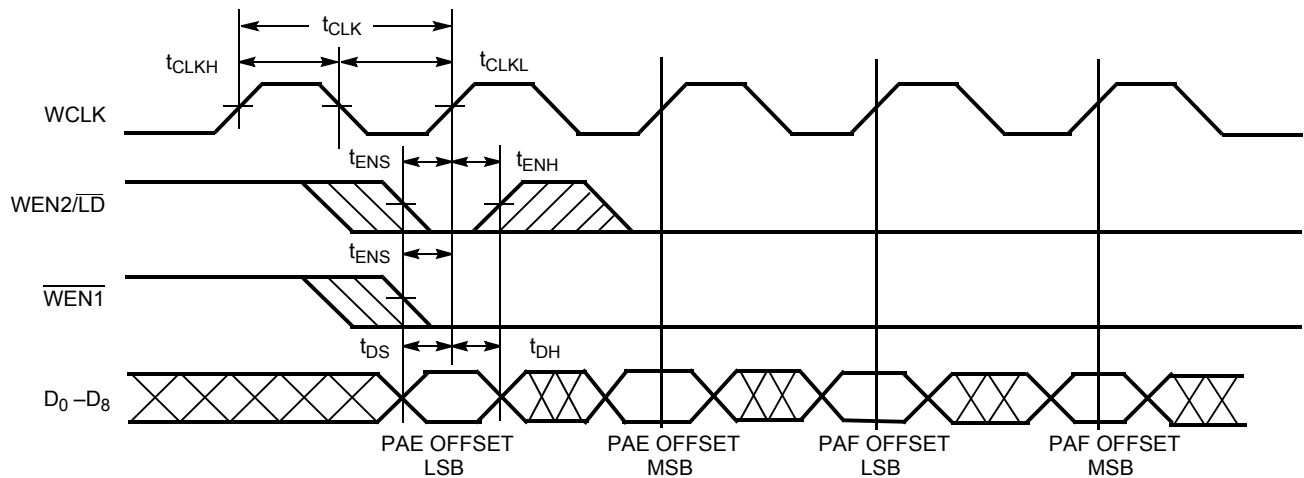 tCLK
tCLKH
tCLKL
WCLK
tENS
tENH
WEN2/LD
tENS
WEN1
tDS
tDH
D0 –D8
PAE OFFSET
LSB
PAE OFFSET
MSB
PAF OFFSET
LSB
PAF OFFSET
MSB